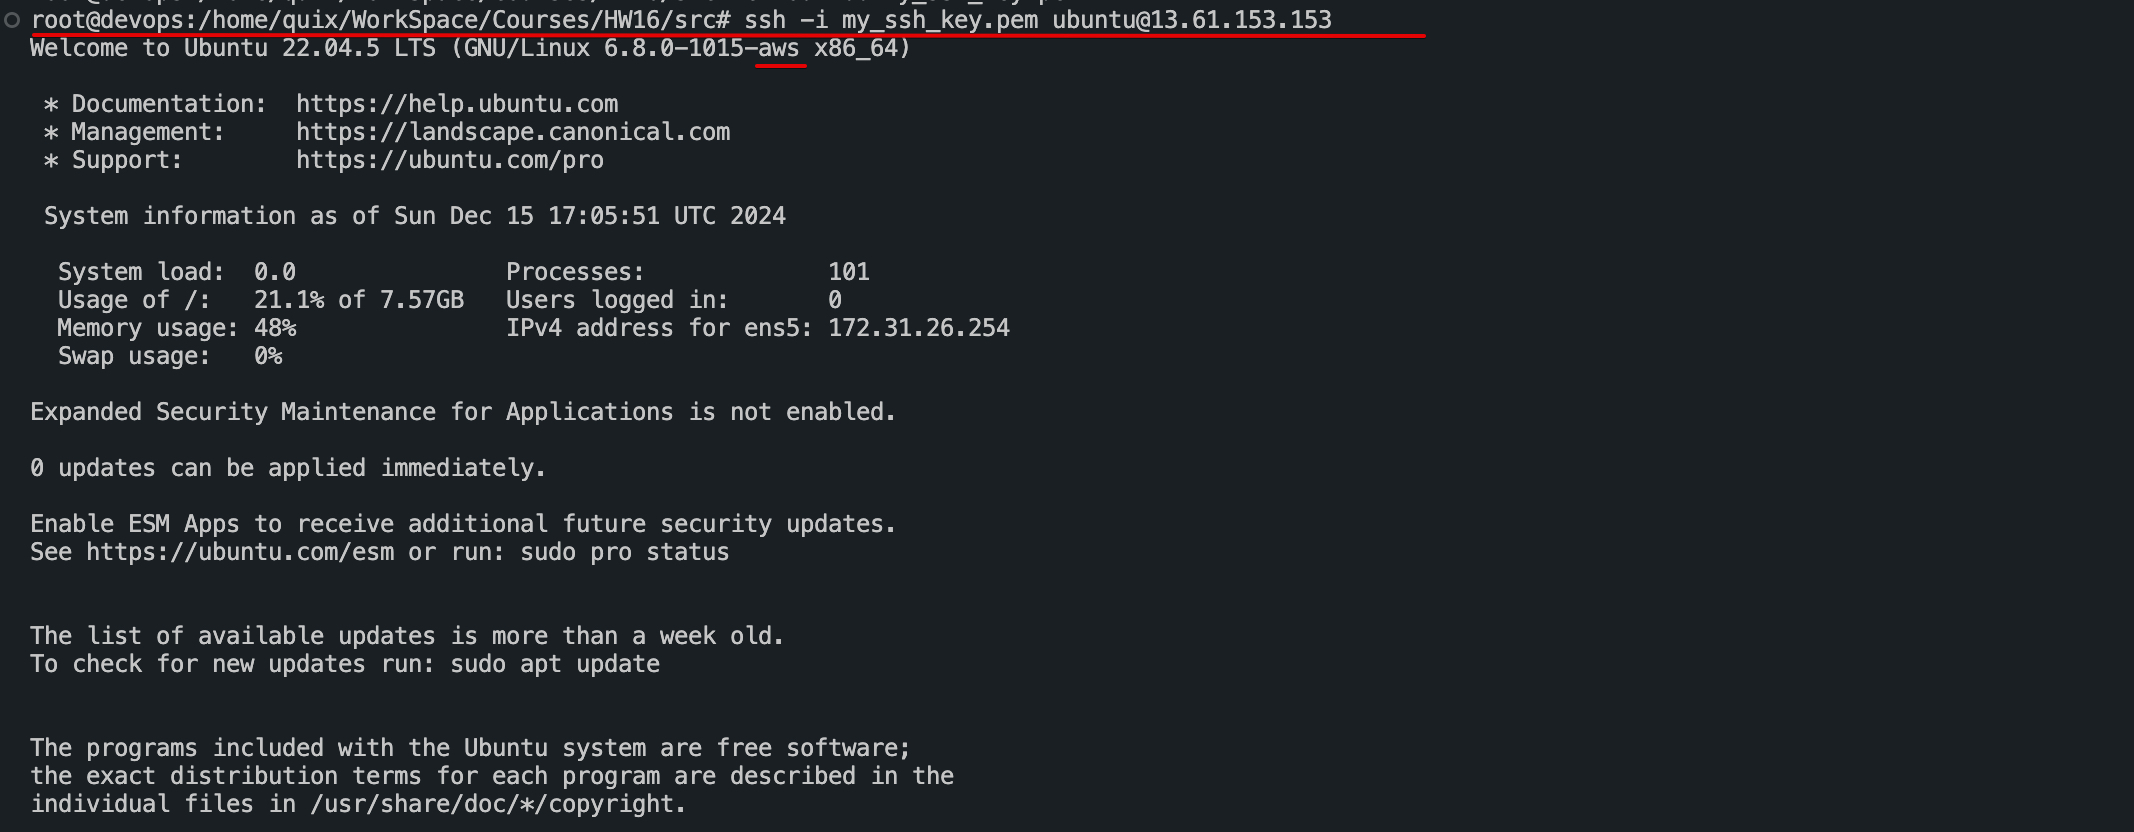 root@devops:/home/quix/WorkSpace/Courses/HW16/src# ssh -i my_ssh_key.pem ubuntu@13.61.153.153
Welcome to Ubuntu 22.04.5 LTS (GNU/Linux 6.8.0-1015-aws x86_64)
* Documentation:  https://help.ubuntu.com
* Management:     https://landscape.canonical.com
* Support:        https://ubuntu.com/pro
System information as of Sun Dec 15 17:05:51 UTC 2024
System load:  0.0               Processes:             101
Usage of /:   21.1% of 7.57GB   Users logged in:       0
Memory usage: 48%               IPv4 address for ens5: 172.31.26.254
Swap usage:   0%
Expanded Security Maintenance for Applications is not enabled.
0 updates can be applied immediately.
Enable ESM Apps to receive additional future security updates.
See https://ubuntu.com/esm or run: sudo pro status
The list of available updates is more than a week old.
To check for new updates run: sudo apt update
The programs included with the Ubuntu system are free software;
the exact distribution terms for each program are described in the
individual files in /usr/share/doc/*/copyright.